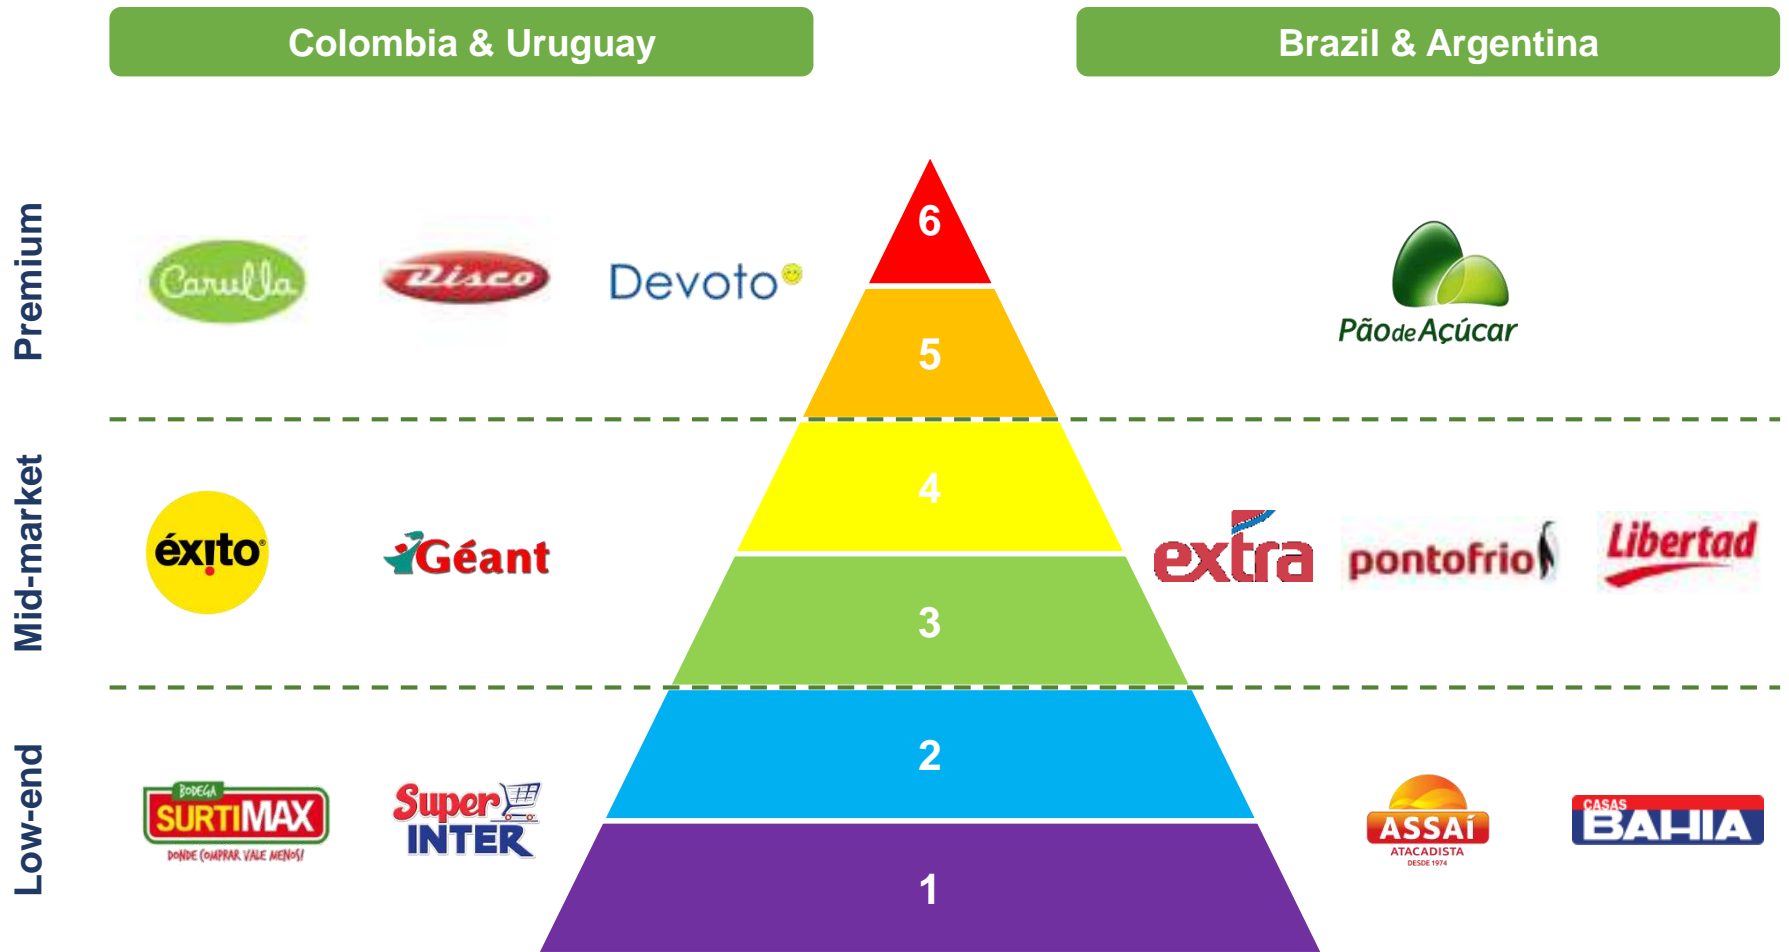 Colombia & Uruguay
Brazil & Argentina
Premium
Carulla
Disco
Devoto
6
5
PãodeAçúcar
Mid-market
éxito
Géant
4
3
extra
pontofrio
Libertad
Low-end
BODEGA
SURTIMAX
DONDE COMPRAR VALE MENOS!
Super
INTER
2
1
ASSAÍ
ATACADISTA
DESDE 1974
CASAS
BAHIA